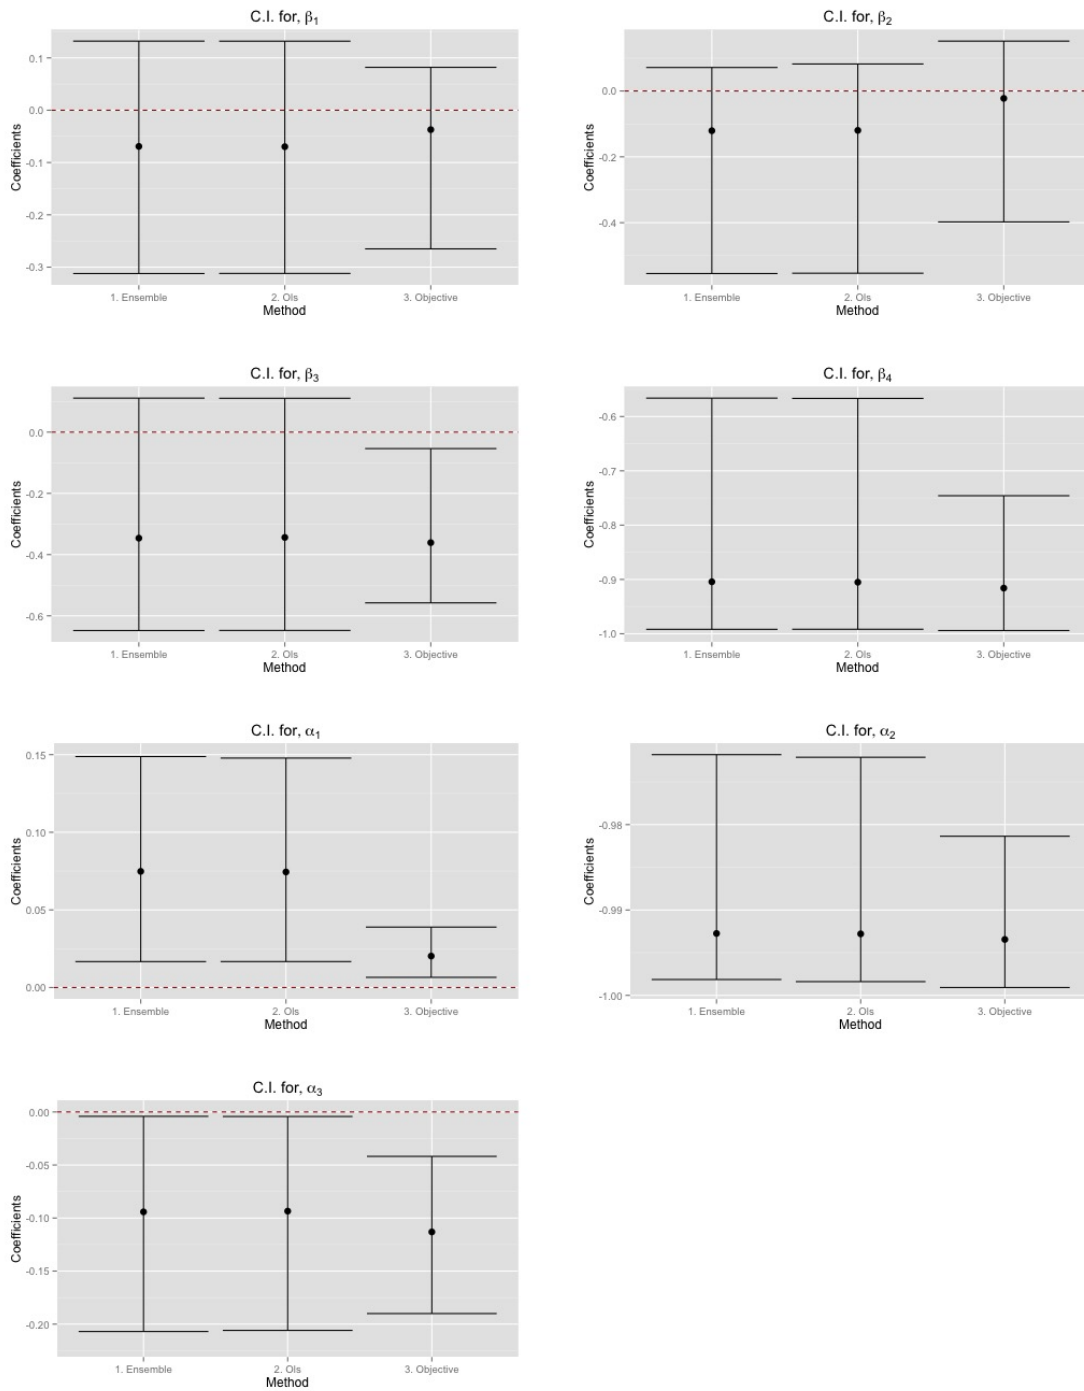 C.I. for, β1
Coefficients
0.1
0.0
-0.1
-0.2
-0.3
1. Ensemble 2. Ols 3. Objective
Method
C.I. for, β2
Coefficients
0.0
-0.2
-0.4
1. Ensemble 2. Ols 3. Objective
Method
C.I. for, β3
Coefficients
0.0
-0.2
-0.4
-0.6
1. Ensemble 2. Ols 3. Objective
Method
C.I. for, β4
Coefficients
-0.6
-0.7
-0.8
-0.9
-1.0
1. Ensemble 2. Ols 3. Objective
Method
C.I. for, α1
Coefficients
0.15
0.10
0.05
0.00
1. Ensemble 2. Ols 3. Objective
Method
C.I. for, α2
Coefficients
-0.98
-0.99
-1.00
1. Ensemble 2. Ols 3. Objective
Method
C.I. for, α3
Coefficients
0.00
-0.05
-0.10
-0.15
-0.20
1. Ensemble 2. Ols 3. Objective
Method